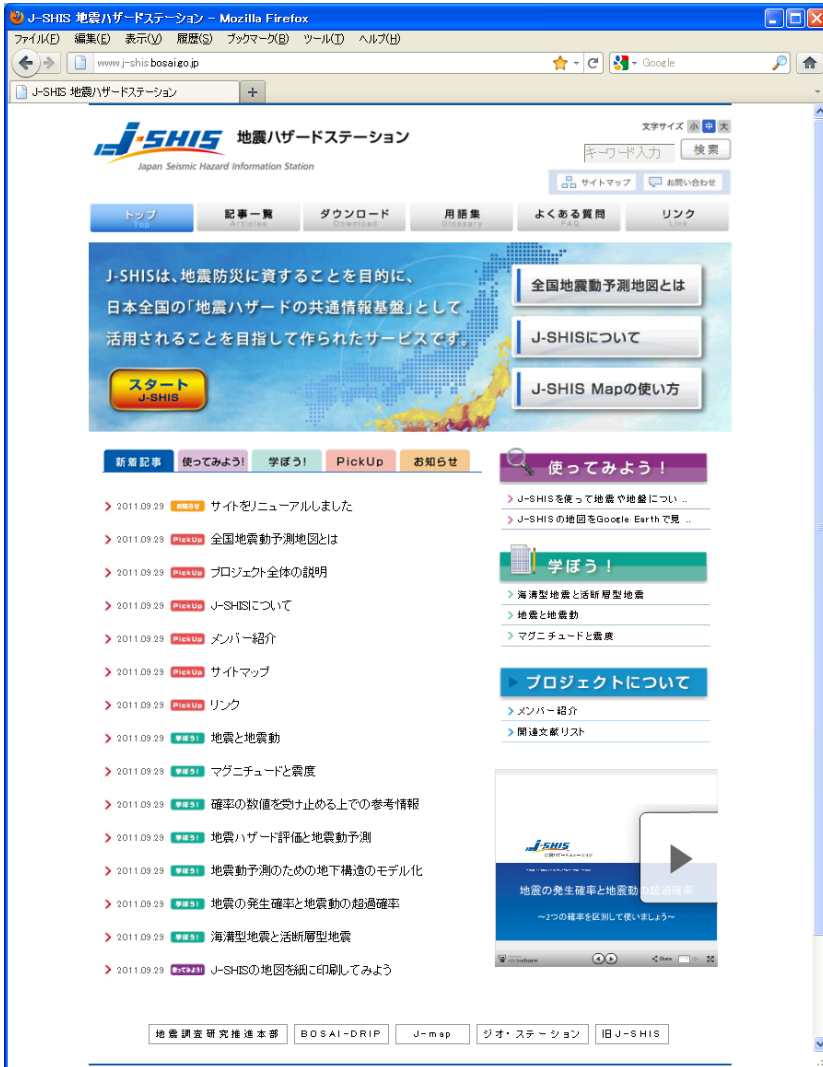 J-SHIS 地震ハザードステーション - Mozilla Firefox
ファイル(F) 編集(E) 表示(V) 履歴(S) ブックマーク(B) ツール(T) ヘルプ(H)
www.j-shis.bosai.go.jp
Google
J-SHIS 地震ハザードステーション
J-SHIS 地震ハザードステーション
Japan Seismic Hazard Information Station
文字サイズ 小 中 大
キーワード入力 検索
サイトマップ お問い合わせ
トップ 記事一覧 ダウンロード 用語集 よくある質問 リンク
Top Articles Download Glossary FAQ Link
J-SHISは、地震防災に資することを目的に、
日本全国の「地震ハザードの共通情報基盤」として
活用されることを目指して作られたサービスです。
スタート
J-SHIS
全国地震動予測地図とは
J-SHISについて
J-SHIS Mapの使い方
新着記事 使ってみよう! 学ぼう! PickUp お知らせ
2011.09.29 お知らせ サイトをリニューアルしました
2011.09.29 PickUp 全国地震動予測地図とは
2011.09.29 PickUp プロジェクト全体の説明
2011.09.29 PickUp J-SHISについて
2011.09.29 PickUp メンバー紹介
2011.09.29 PickUp サイトマップ
2011.09.29 PickUp リンク
2011.09.29 学ぼう! 地震と地震動
2011.09.29 学ぼう! マグニチュードと震度
2011.09.29 学ぼう! 確率の数値を受け止める上での参考情報
2011.09.29 学ぼう! 地震ハザード評価と地震動予測
2011.09.29 学ぼう! 地震動予測のための地下構造のモデル化
2011.09.29 学ぼう! 地震の発生確率と地震動の超過確率
2011.09.29 学ぼう! 海溝型地震と活断層型地震
2011.09.29 使ってみよう! J-SHISの地図を紙に印刷してみよう
使ってみよう！
J-SHISを使って地震や地盤につい ..
J-SHISの地図をGoogle Earthで見 ..
学ぼう！
海溝型地震と活断層型地震
地震と地震動
マグニチュードと震度
プロジェクトについて
メンバー紹介
関連文献リスト
J-SHIS
地震ハザードステーション
地震の発生確率と地震動の超過確率
～2つの確率を区別して使いましょう～
slideshare Share
地震調査研究推進本部 BOSAI-DRIP J-map ジオ・ステーション 旧J-SHIS